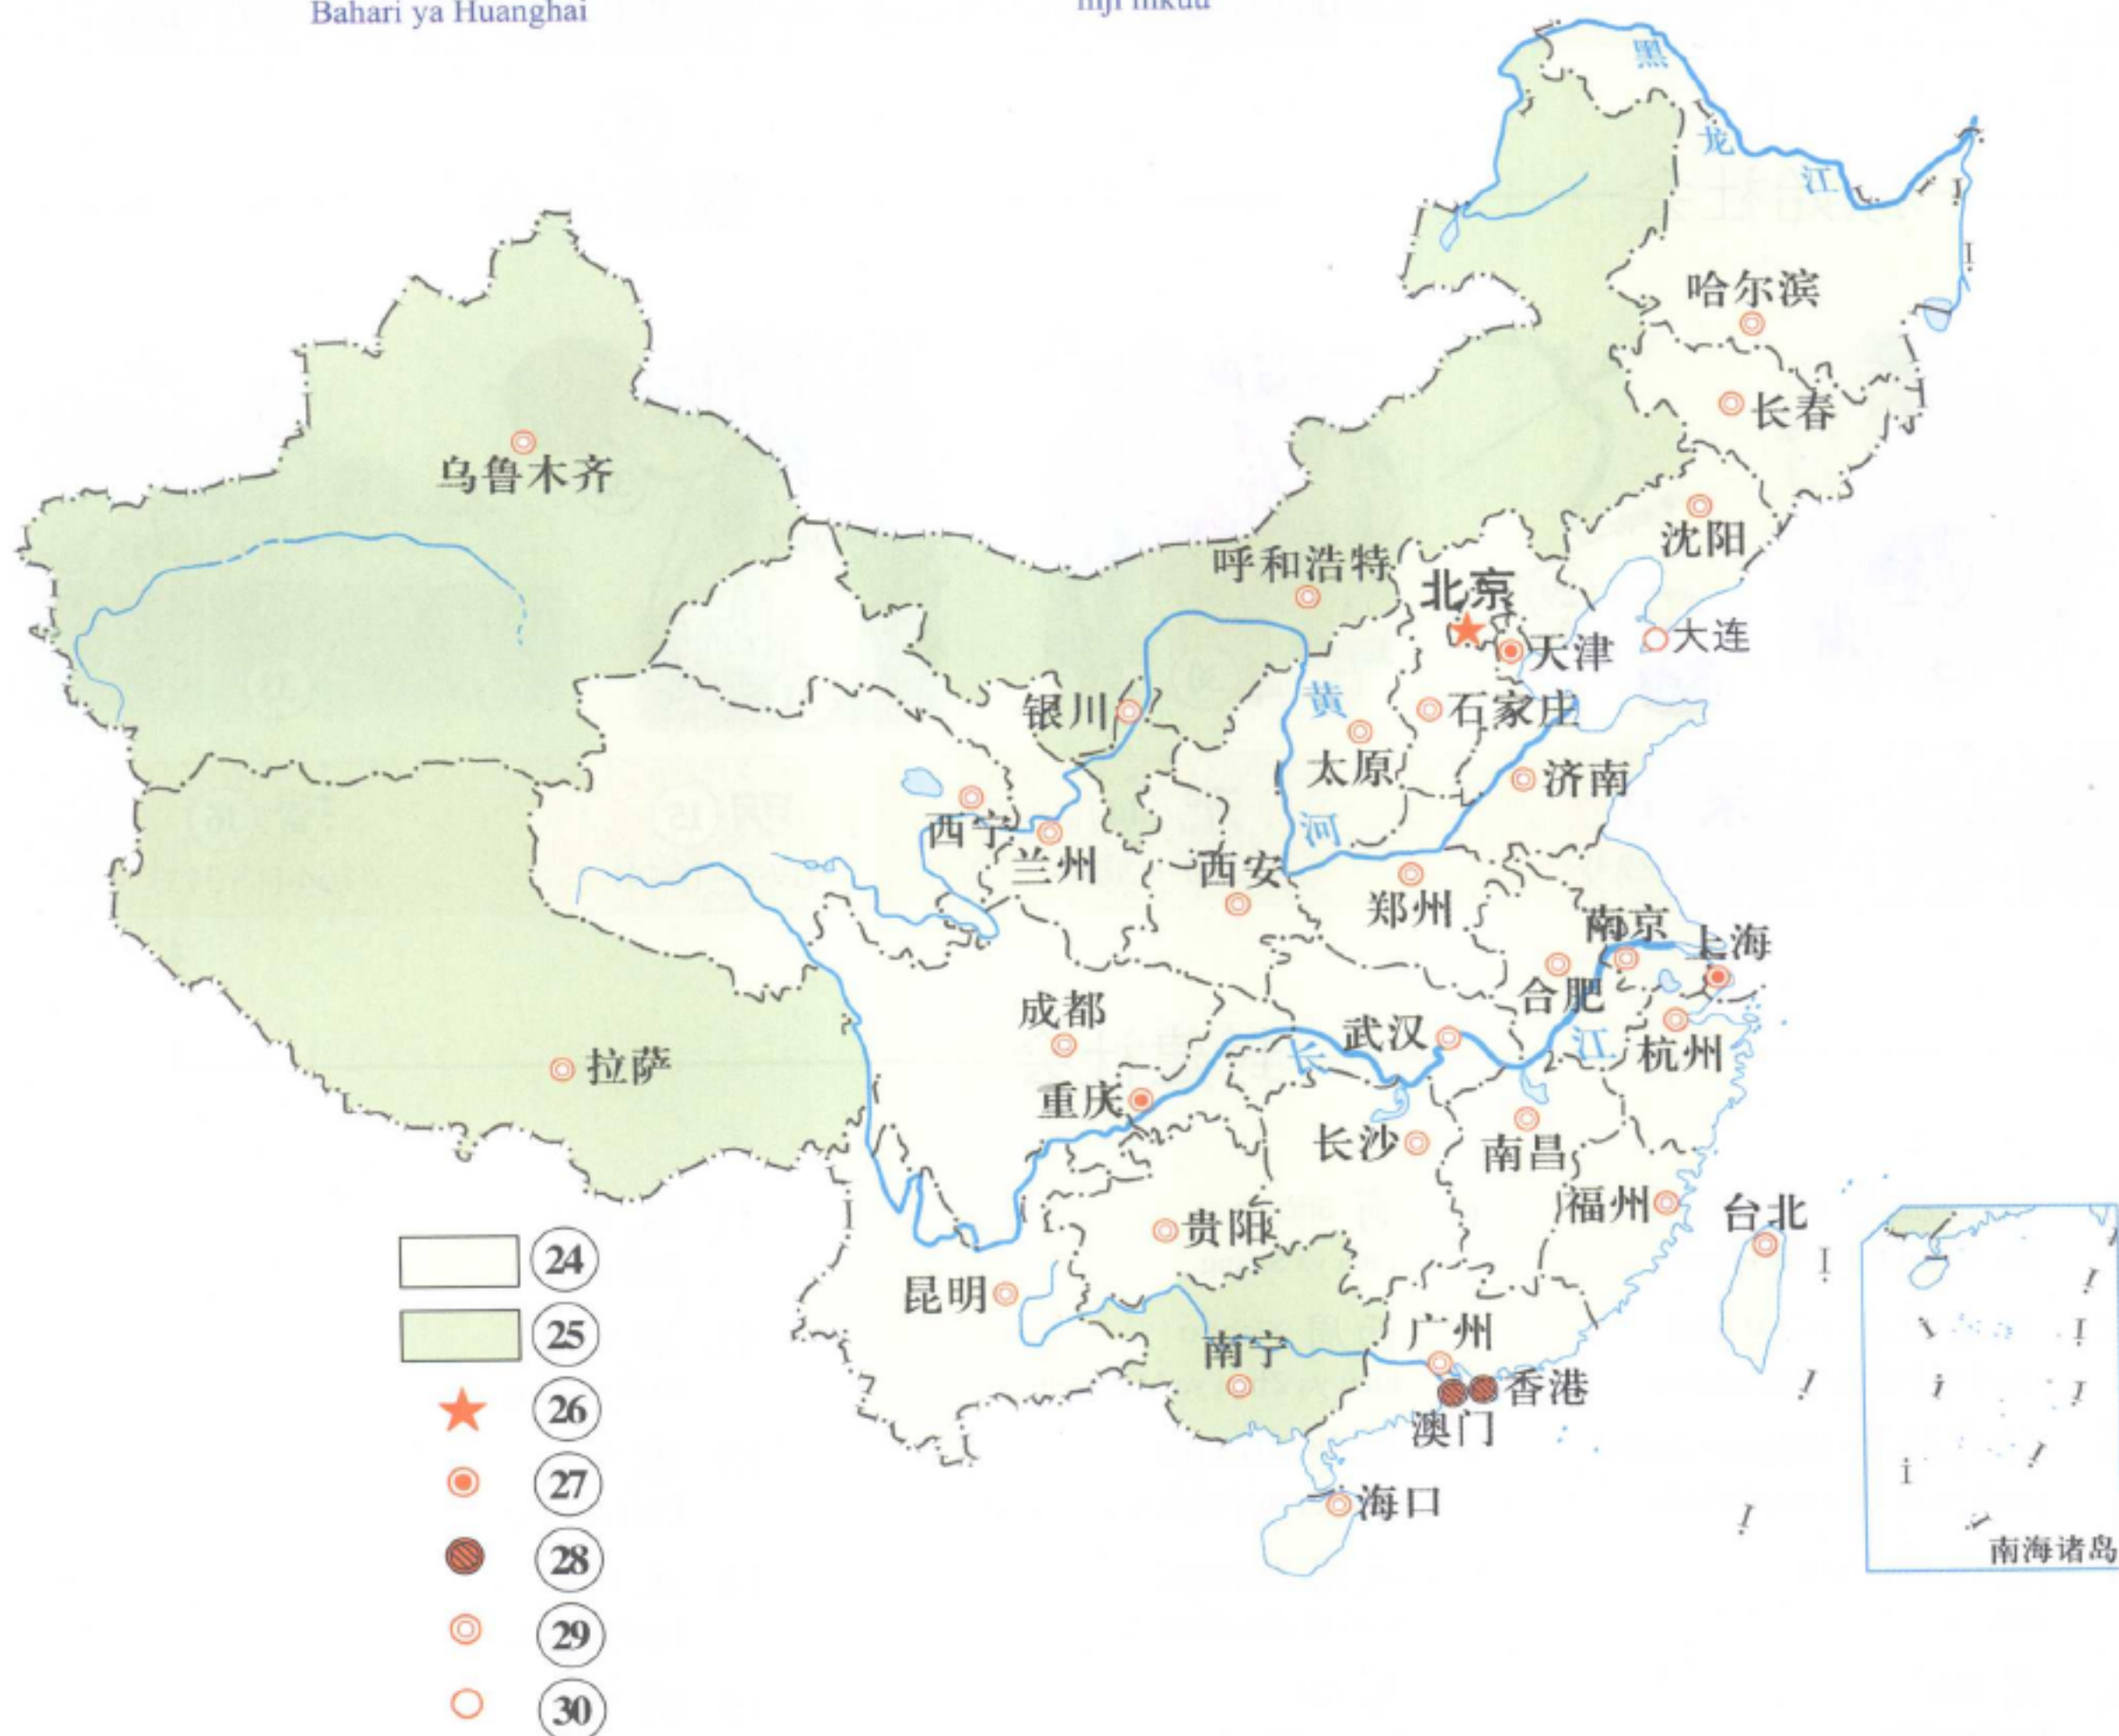 Bahari ya Huanghai
黑
龙
江
哈尔滨
长春
乌鲁木齐
沈阳
呼和浩特
北京
大连
天津
银川
黄
石家庄
太原
济南
河
西宁
兰州
西安
郑州
南京
上海
合肥
成都
武汉
长
江
杭州
拉萨
重庆
长沙
南昌
福州
台北
贵阳
24
昆明
25
广州
南宁
26
香港
澳门
27
海口
28
南海诸岛
29
30